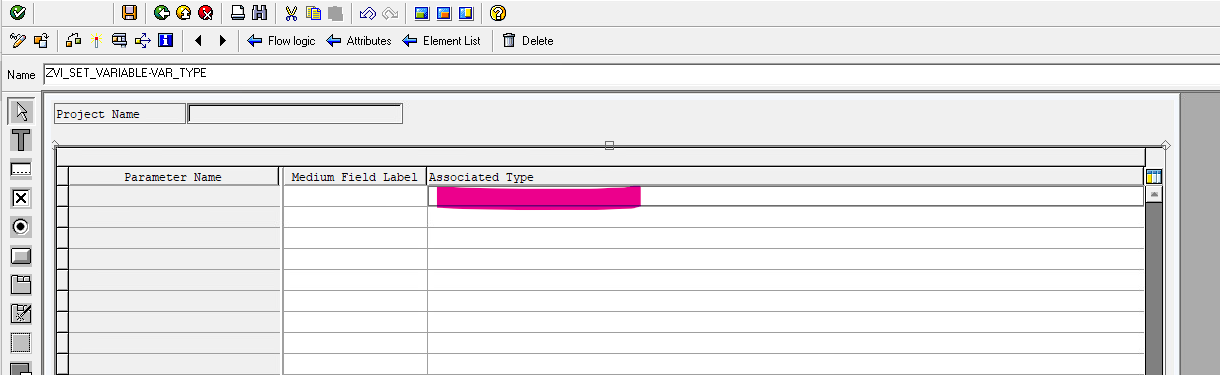 Flow logic Attributes Element List Delete
Name ZVI_SET_VARIABLE-VAR_TYPE
Project Name
Parameter Name Medium Field Label Associated Type